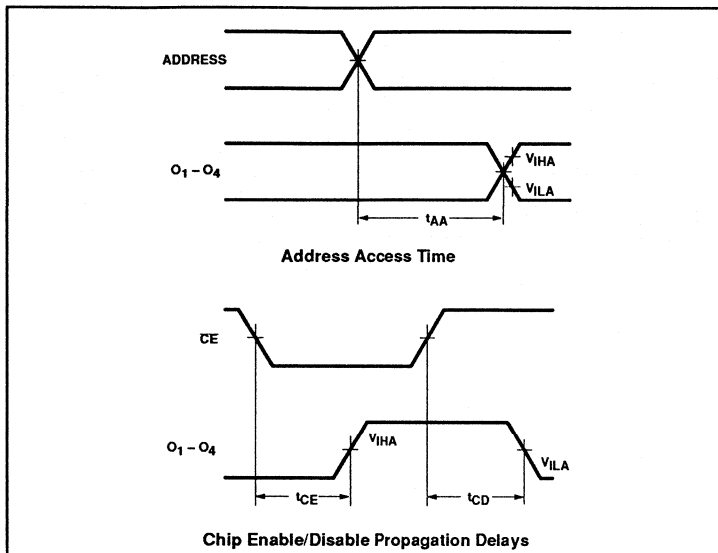 ADDRESS
O1 – O4
VIHA
VILA
tAA
Address Access Time
CE
O1 – O4
VIHA
VILA
tCE
tCD
Chip Enable/Disable Propagation Delays